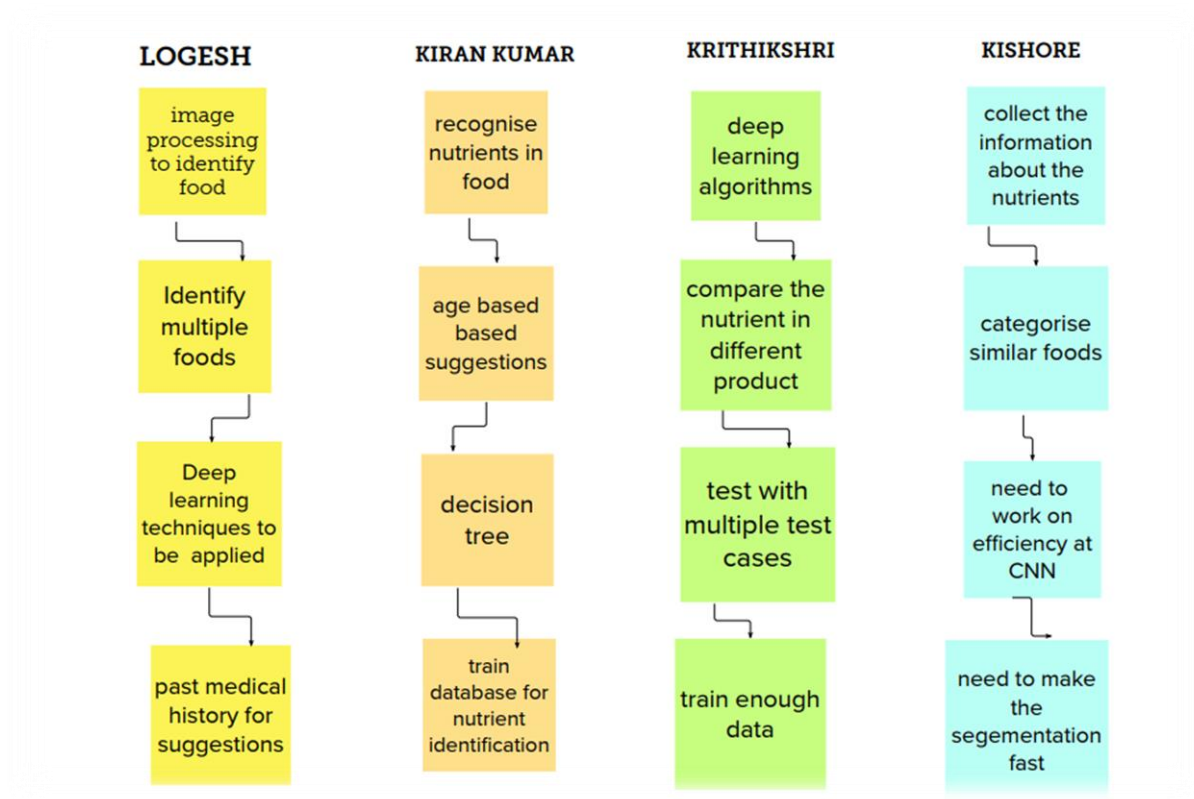 LOGESH
image
processing
to identify
food
Identify
multiple
foods
Deep
learning
techniques to
be applied
past medical
history for
suggestions
KIRAN KUMAR
recognise
nutrients in
food
age based
based
suggestions
decision
tree
train
database for
nutrient
identification
KRITHIKSHRI
deep
learning
algorithms
compare the
nutrient in
different
product
test with
multiple test
cases
train enough
data
KISHORE
collect the
information
about the
nutrients
categorise
similar foods
need to
work on
efficiency at
CNN
need to make
the
segementation
fast